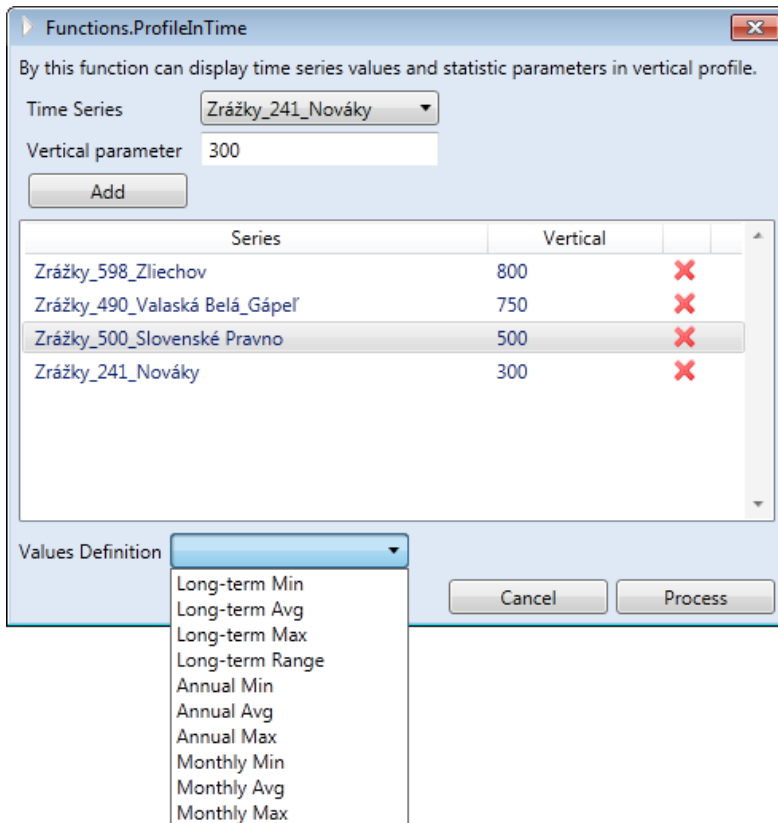 Functions.ProfileInTime
By this function can display time series values and statistic parameters in vertical profile.
Time Series Zrážky_241_Nováky
Vertical parameter 300
Add
Series Vertical
Zrážky_598_Zliechov 800
Zrážky_490_Valaská Belá_Gápeľ 750
Zrážky_500_Slovenské Pravno 500
Zrážky_241_Nováky 300
Values Definition
Long-term Min
Cancel Process
Long-term Avg
Long-term Max
Long-term Range
Annual Min
Annual Avg
Annual Max
Monthly Min
Monthly Avg
Monthly Max